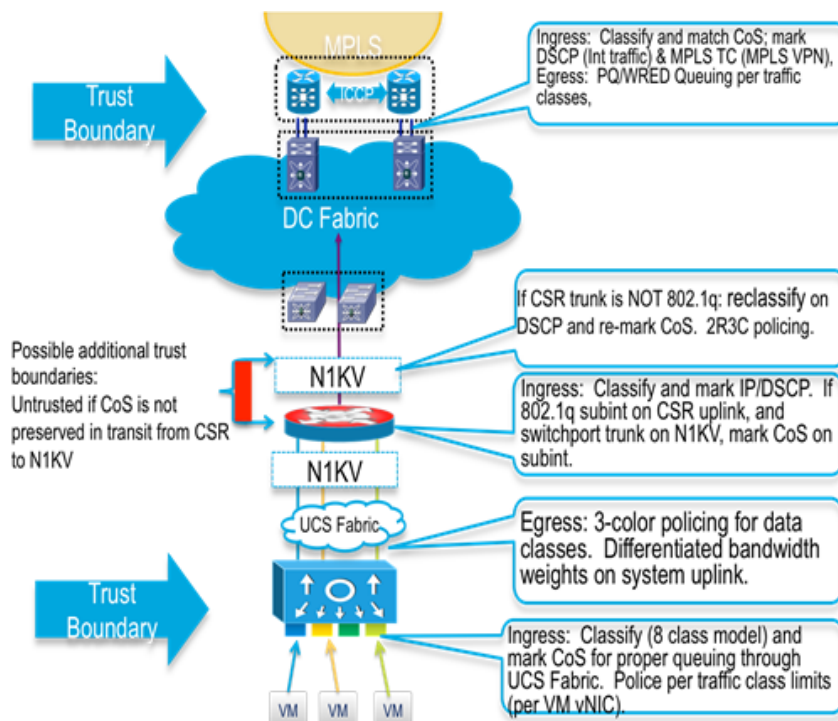 MPLS
ICCP
Trust
Boundary
Ingress: Classify and match CoS; mark
DSCP (Int traffic) & MPLS TC (MPLS VPN),
Egress: PQ/WRED Queuing per traffic
classes,
DC Fabric
If CSR trunk is NOT 802.1q: reclassify on
DSCP and re-mark CoS. 2R3C policing.
Possible additional trust
boundaries:
Untrusted if CoS is not
preserved in transit from CSR
to N1KV
N1KV
Ingress: Classify and mark IP/DSCP. If
802.1q subint on CSR uplink, and
switchport trunk on N1KV, mark CoS on
subint.
N1KV
UCS Fabric
Egress: 3-color policing for data
classes. Differentiated bandwidth
weights on system uplink.
Trust
Boundary
Ingress: Classify (8 class model) and
mark CoS for proper queuing through
UCS Fabric. Police per traffic class limits
(per VM vNIC).
VM
VM
VM